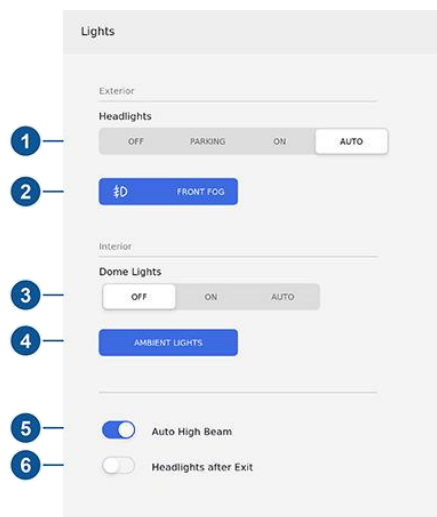 Lights
Exterior
Headlights
1 OFF PARKING ON AUTO
2 FRONT FOG
Interior
Dome Lights
3 OFF ON AUTO
4 AMBIENT LIGHTS
5 Auto High Beam
6 Headlights after Exit